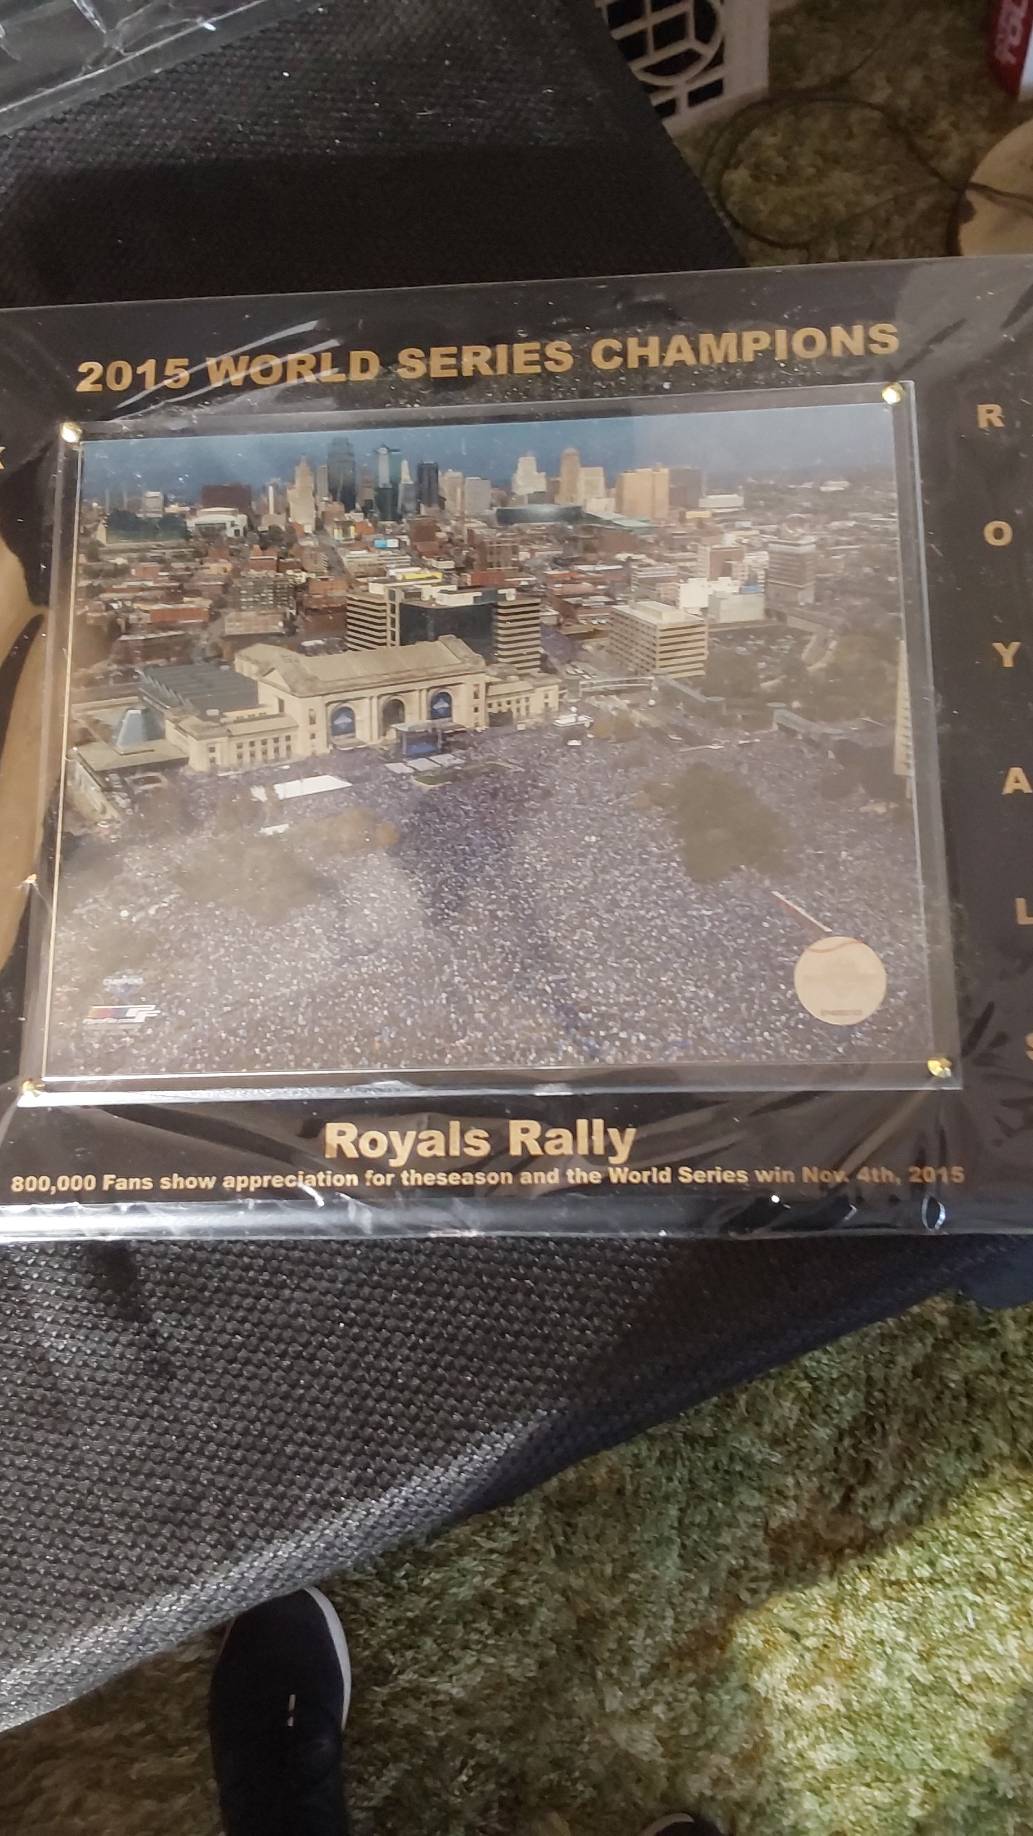 2015 WORLD SERIES CHAMPIONS
R
O
Y
A
L
S
CHAMPIONS
Royals Rally
800,000 Fans show appreciation for theseason and the World Series win Nov. 4th, 2015